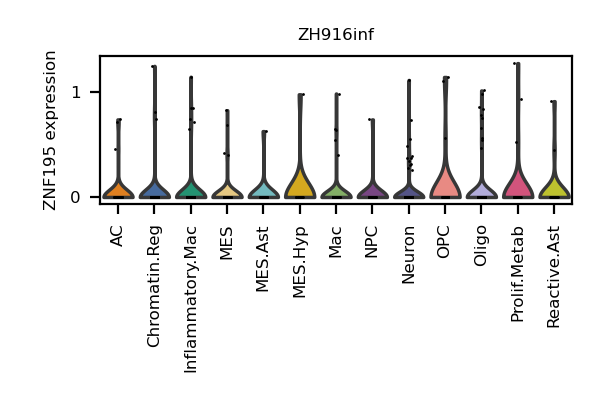 ZH916inf
ZNF195 expression
1
0
AC
Chromatin.Reg
Inflammatory.Mac
MES
MES.Ast
MES.Hyp
Mac
NPC
Neuron
OPC
Oligo
Prolif.Metab
Reactive.Ast